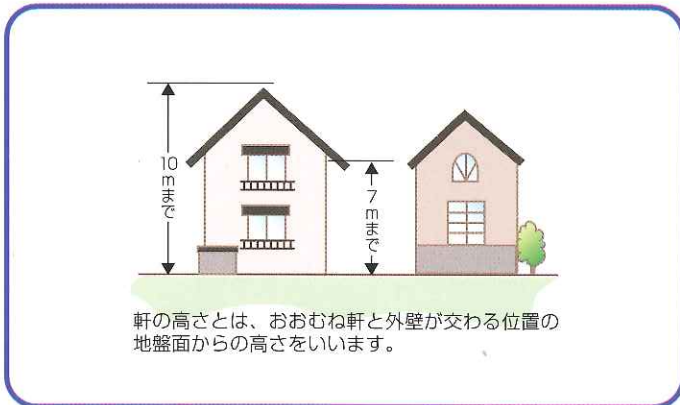 10mまで
7mまで
軒の高さとは、おおむね軒と外壁が交わる位置の
地盤面からの高さをいいます。